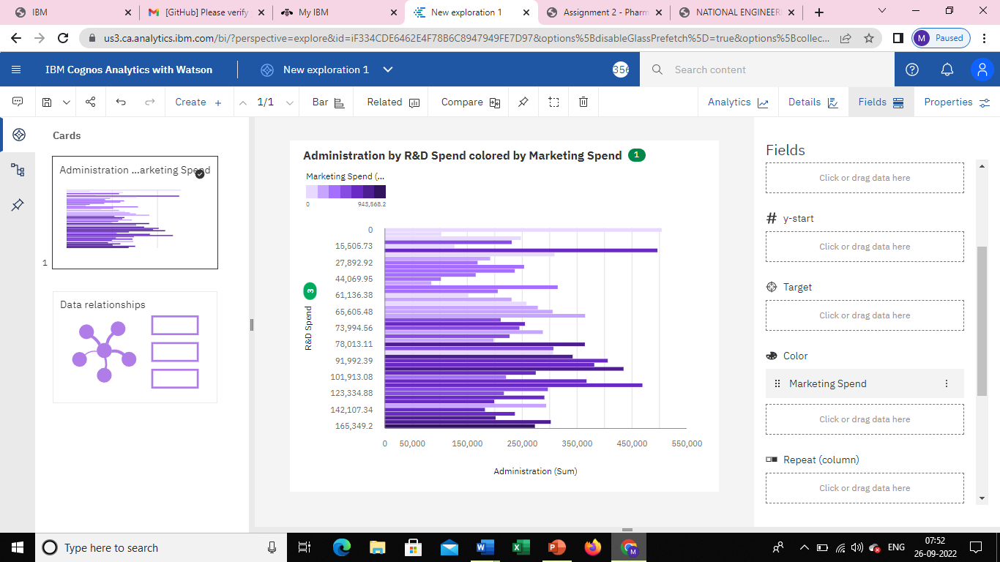 IBM
[GitHub] Please verify
My IBM
New exploration 1
Assignment 2 - Pharm
NATIONAL ENGINEER
us3.ca.analytics.ibm.com/bi/?perspective=explore&id=iF334CDE6462E4F78B6C8947949FE7D97&options%5BdisableGlassPrefetch%5D=true&options%5Bcollec...
M Paused
IBM Cognos Analytics with Watson
New exploration 1
356
Search content
Create +
1/1
Bar
Related
Compare
Analytics
Details
Fields
Properties
Cards
Administration ...arketing Spend
1
Data relationships
Administration by R&D Spend colored by Marketing Spend 1
Marketing Spend (...
0 943,568.2
3
R&D Spend
0
15,505.73
27,892.92
44,069.95
61,136.38
65,605.48
73,994.56
78,013.11
91,992.39
101,913.08
123,334.88
142,107.34
165,349.2
0 50,000 150,000 250,000 350,000 450,000 550,000
Administration (Sum)
Fields
Click or drag data here
# y-start
Click or drag data here
Target
Click or drag data here
Color
Marketing Spend
Click or drag data here
Repeat (column)
Click or drag data here
Type here to search
ENG
07:52
26-09-2022